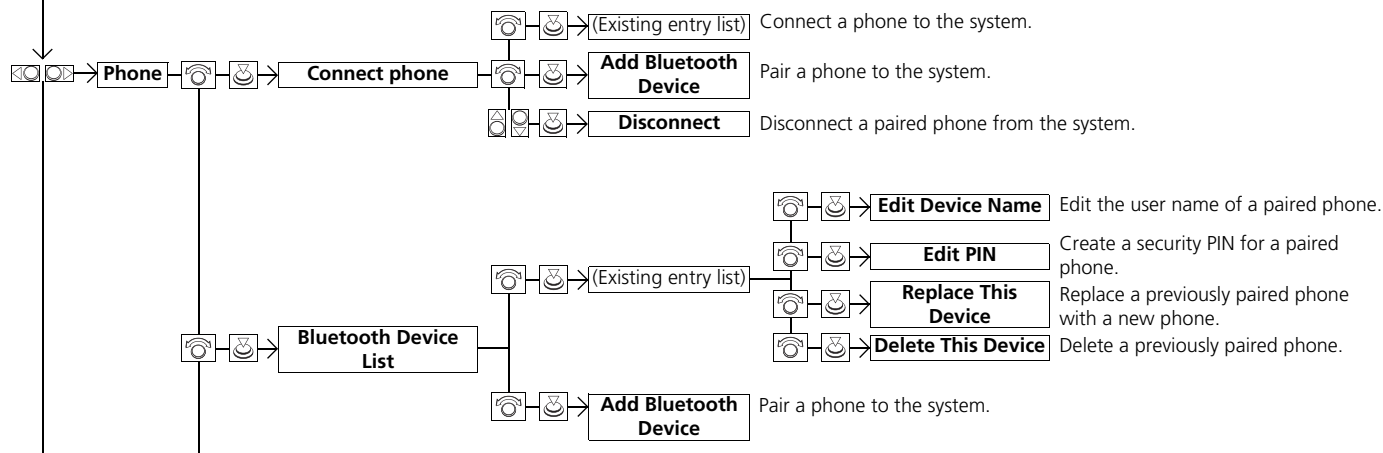 (Existing entry list) Connect a phone to the system.
Phone
Connect phone
Add Bluetooth
Device
Pair a phone to the system.
Disconnect Disconnect a paired phone from the system.
Edit Device Name Edit the user name of a paired phone.
Edit PIN
Create a security PIN for a paired
phone.
(Existing entry list)
Replace This
Device
Replace a previously paired phone
with a new phone.
Bluetooth Device
List
Delete This Device Delete a previously paired phone.
Add Bluetooth
Device
Pair a phone to the system.